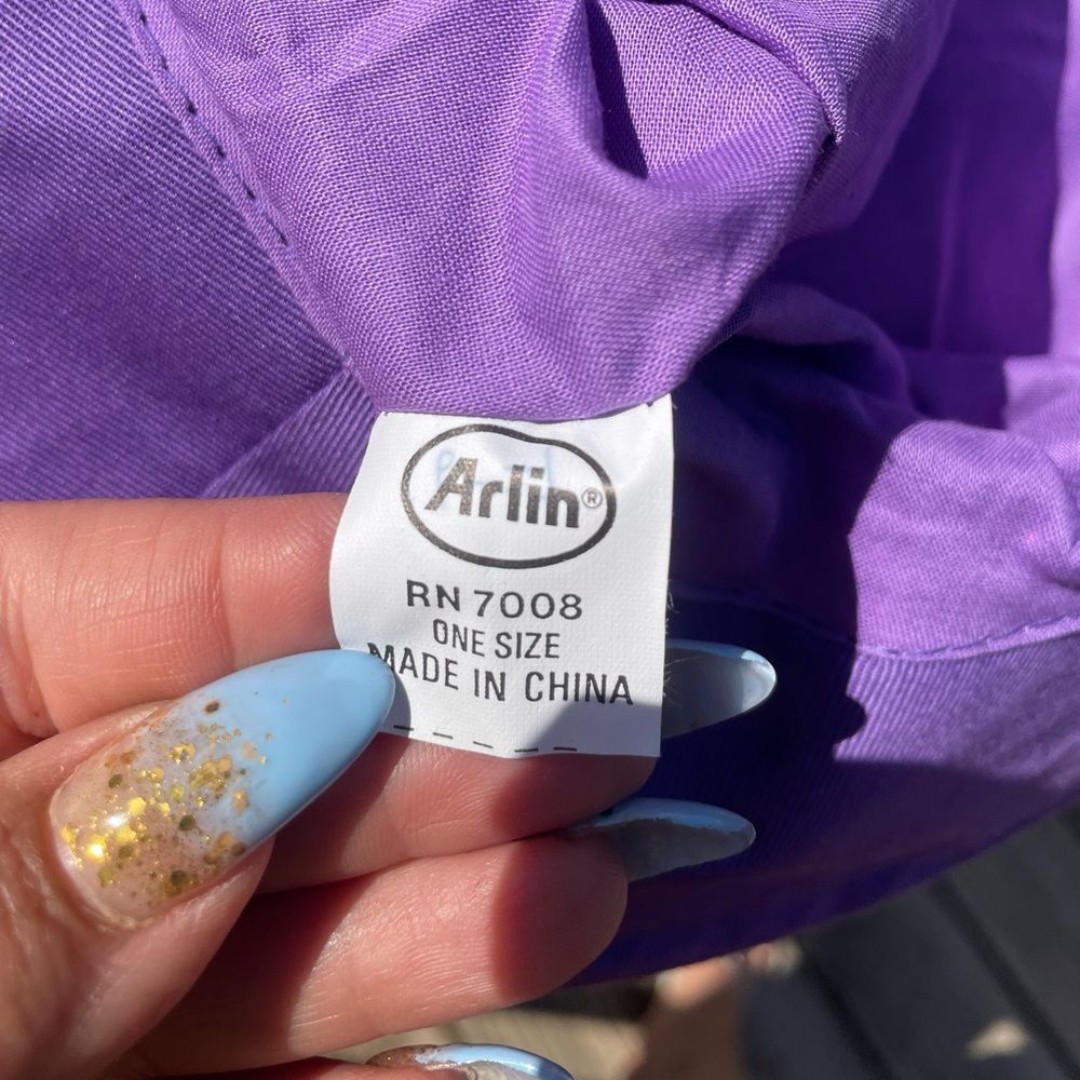 Arlin®
RN 7008
ONE SIZE
MADE IN CHINA